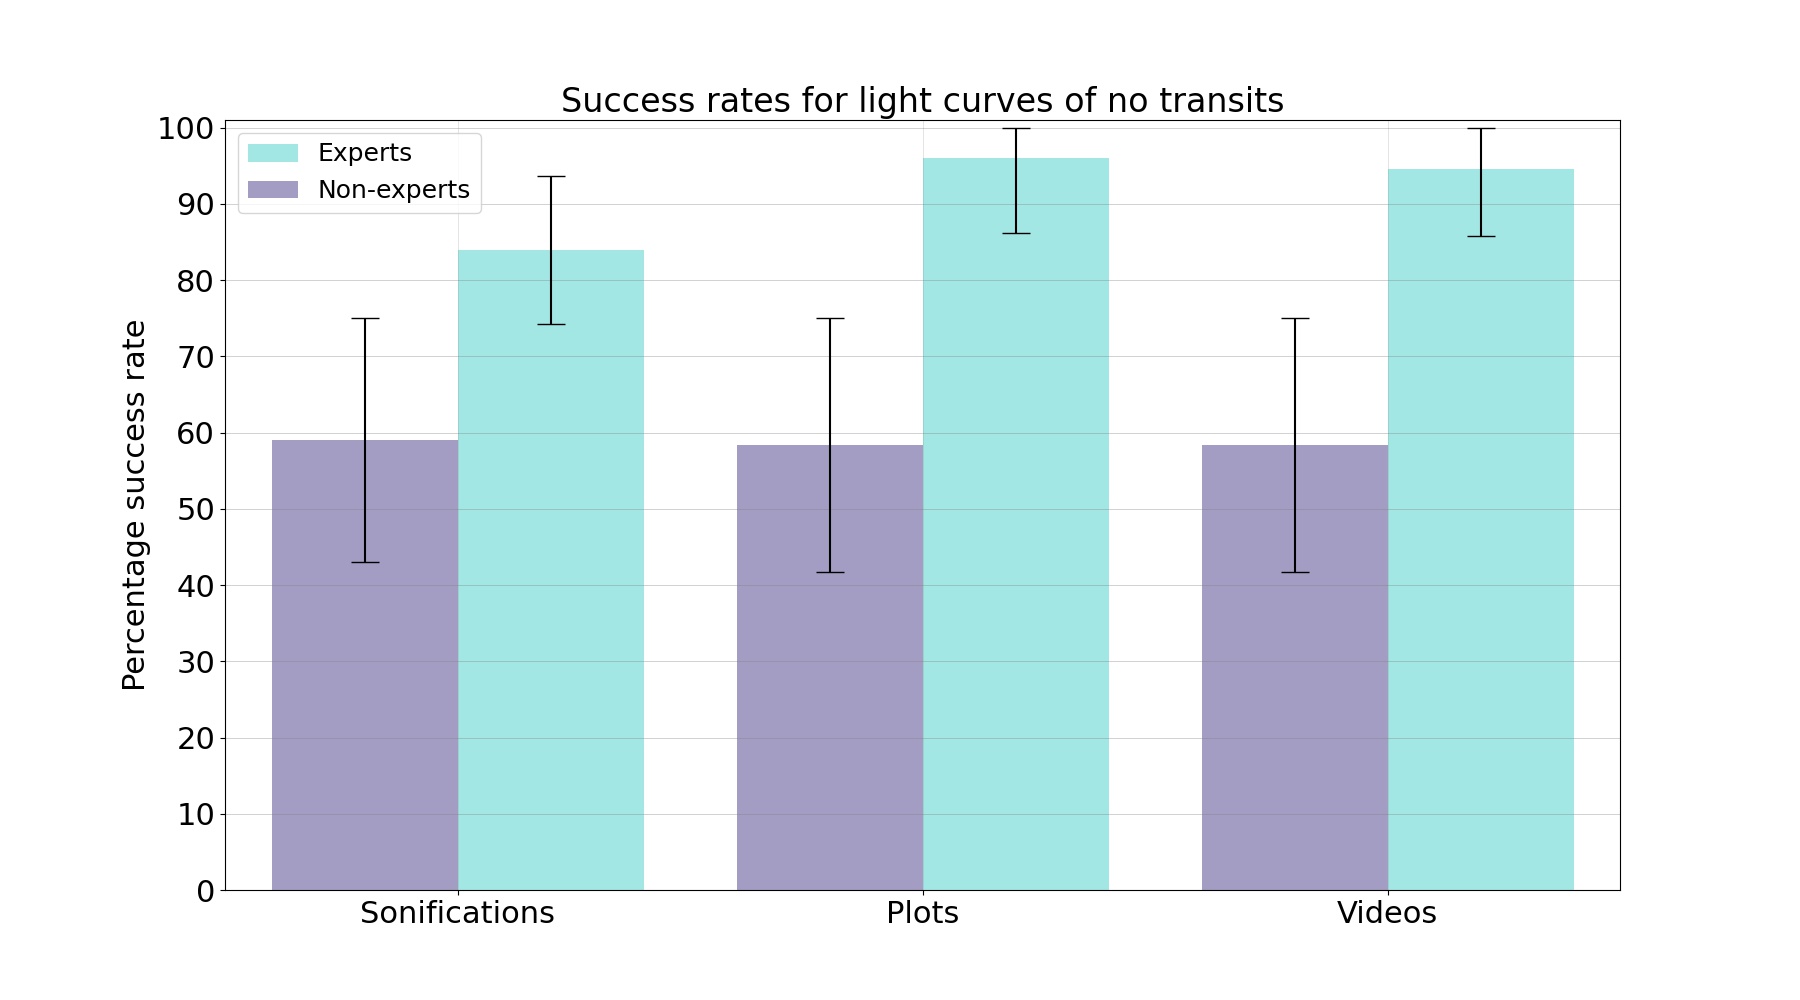 Success rates for light curves of no transits
Experts
Non-experts
Percentage success rate
100
90
80
70
60
50
40
30
20
10
0
Sonifications Plots Videos